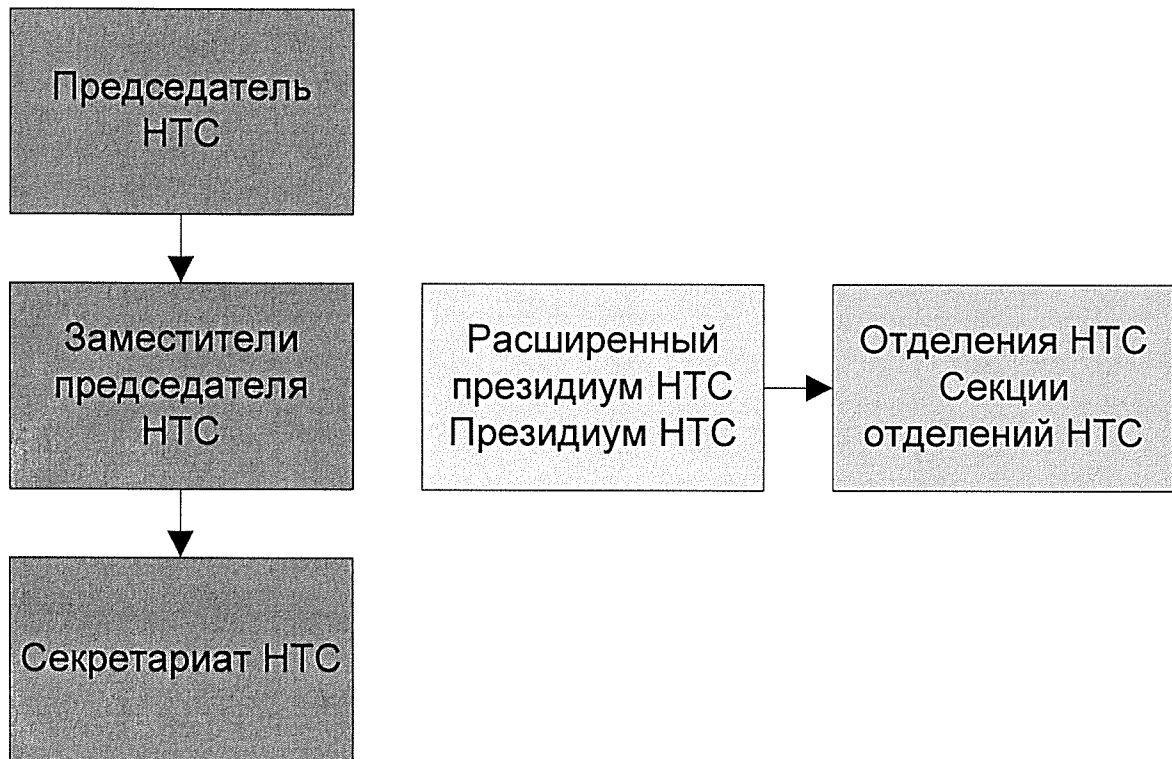 Председатель
НТС
Заместители
председателя
НТС
Расширенный
президиум НТС
Президиум НТС
Отделения НТС
Секции
отделений НТС
Секретариат НТС